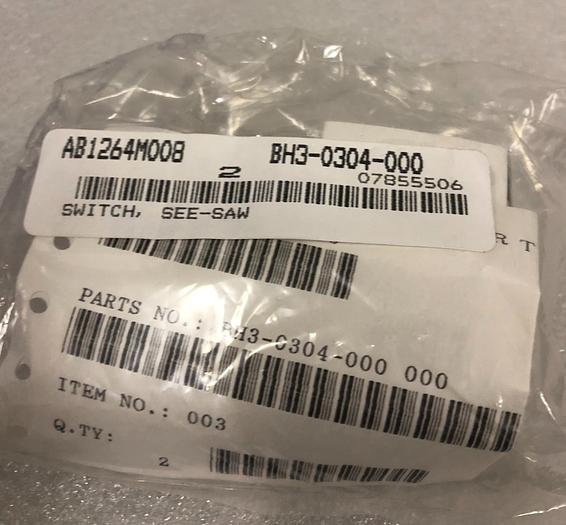 AB1264M008 BH3-0304-000
2 07855506
SWITCH, SEE-SAW
R T
PARTS NO.: BH3-0304-000 000
ITEM NO.: 003
Q.TY: 2